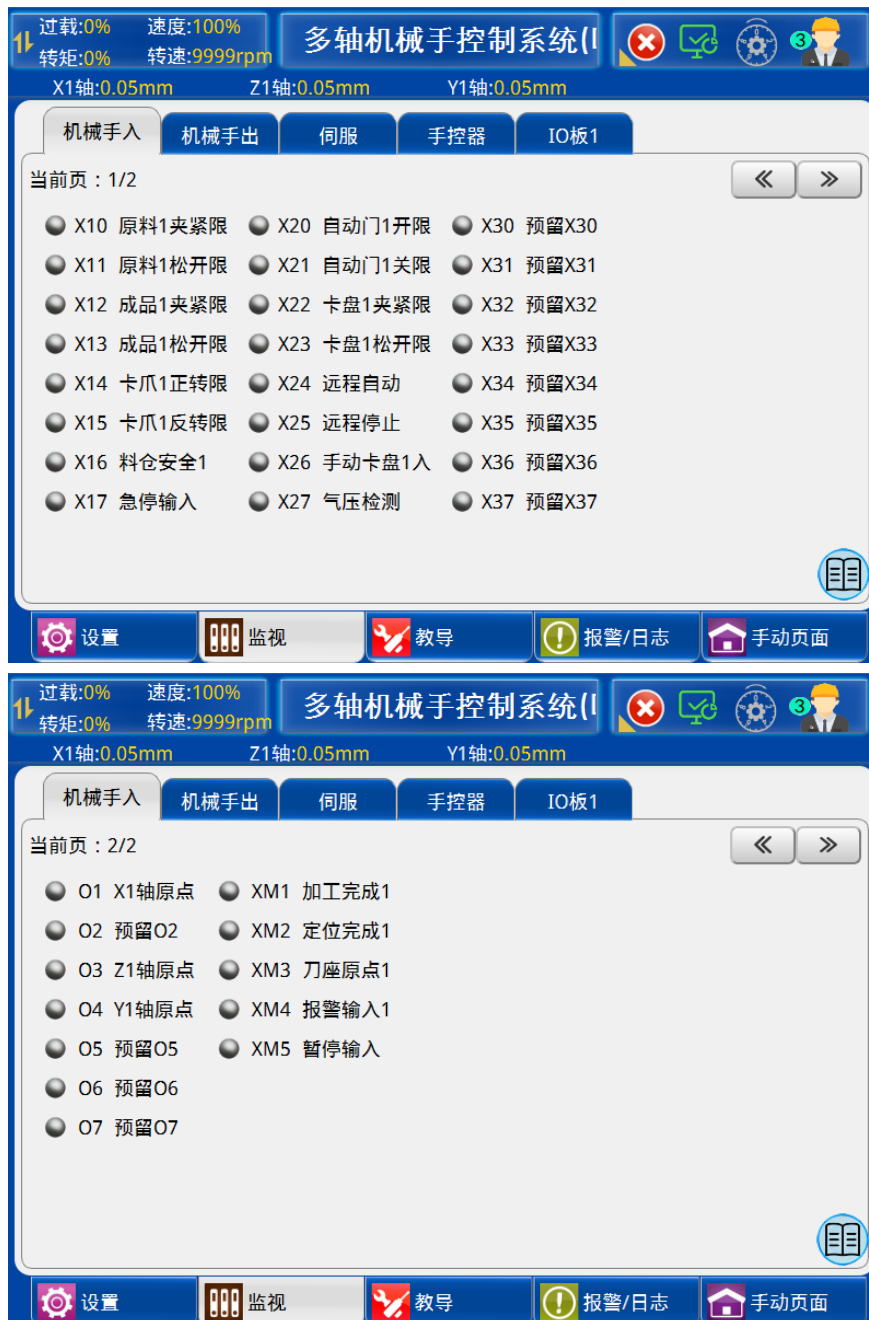 过载:0% 速度:100%
转矩:0% 转速:9999rpm
多轴机械手控制系统(
3
X1轴:0.05mm Z1轴:0.05mm Y1轴:0.05mm
机械手入 机械手出 伺服 手控器 IO板1
当前页：1/2
X10 原料1夹紧限 X20 自动门1开限 X30 预留X30
X11 原料1松开限 X21 自动门1关限 X31 预留X31
X12 成品1夹紧限 X22 卡盘1夹紧限 X32 预留X32
X13 成品1松开限 X23 卡盘1松开限 X33 预留X33
X14 卡爪1正转限 X24 远程自动 X34 预留X34
X15 卡爪1反转限 X25 远程停止 X35 预留X35
X16 料仓安全1 X26 手动卡盘1入 X36 预留X36
X17 急停输入 X27 气压检测 X37 预留X37
设置 监视 教导 报警/日志 手动页面
过载:0% 速度:100%
转矩:0% 转速:9999rpm
多轴机械手控制系统(
3
X1轴:0.05mm Z1轴:0.05mm Y1轴:0.05mm
机械手入 机械手出 伺服 手控器 IO板1
当前页：2/2
O1 X1轴原点 XM1 加工完成1
O2 预留O2 XM2 定位完成1
O3 Z1轴原点 XM3 刀座原点1
O4 Y1轴原点 XM4 报警输入1
O5 预留O5 XM5 暂停输入
O6 预留O6
O7 预留O7
设置 监视 教导 报警/日志 手动页面